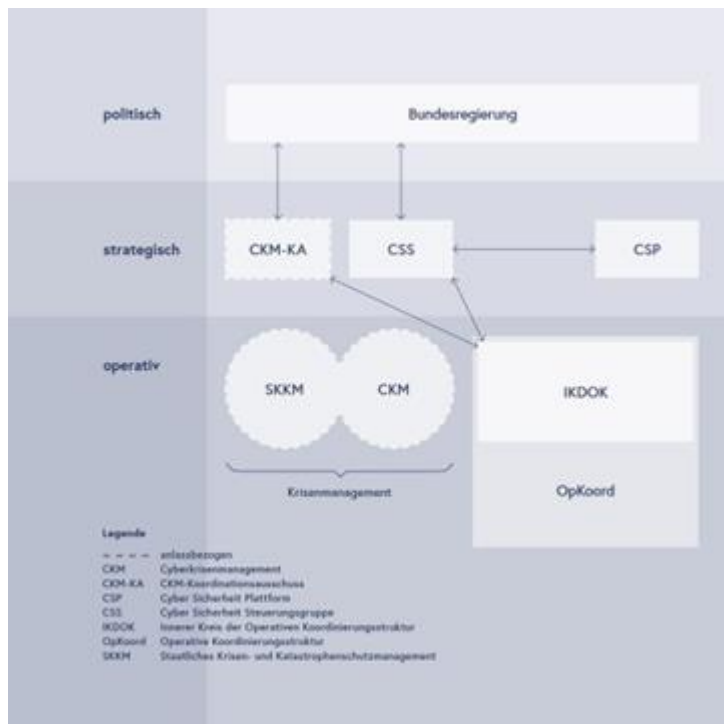 politisch
Bundesregierung
strategisch
CKM-KA
CSS
CSP
operativ
SKKM
CKM
IKDOK
Krisenmanagement
OpKoord
Legende
anlassbezogen
CKM Cyberkrisenmanagement
CKM-KA CKM-Koordinationsausschuss
CSP Cyber Sicherheit Plattform
CSS Cyber Sicherheit Steuerungsgruppe
IKDOK Innerer Kreis der Operativen Koordinierungsstruktur
OpKoord Operative Koordinierungsstruktur
SKKM Staatliches Krisen- und Katastrophenschutzmanagement